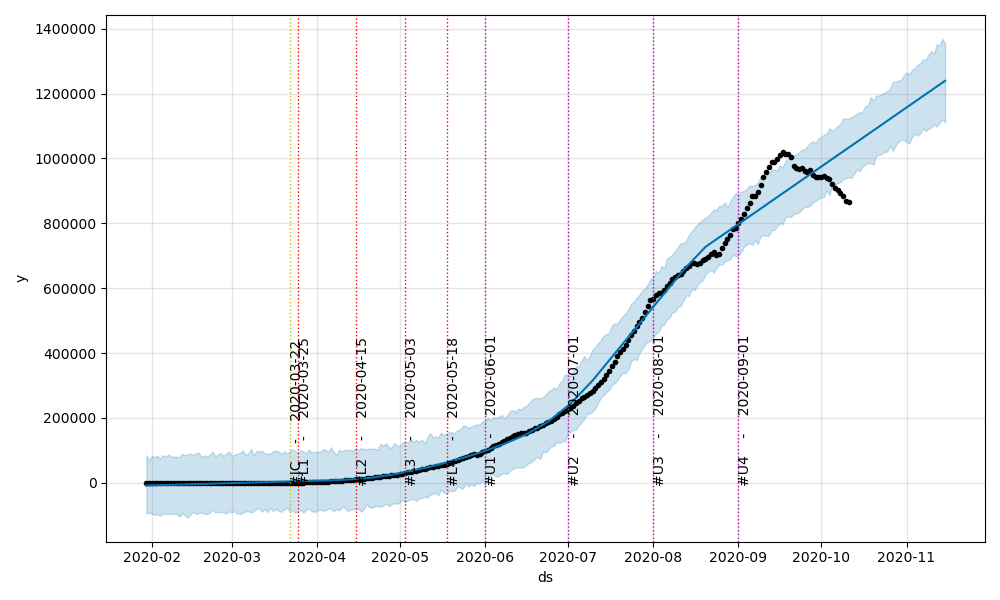 1400000
1200000
1000000
800000
600000
400000
200000
0
y
#JC - 2020-03-22
#L1 - 2020-03-25
#L2 - 2020-04-15
#L3 - 2020-05-03
#L4 - 2020-05-18
#U1 - 2020-06-01
#U2 - 2020-07-01
#U3 - 2020-08-01
#U4 - 2020-09-01
2020-02 2020-03 2020-04 2020-05 2020-06 2020-07 2020-08 2020-09 2020-10 2020-11
ds